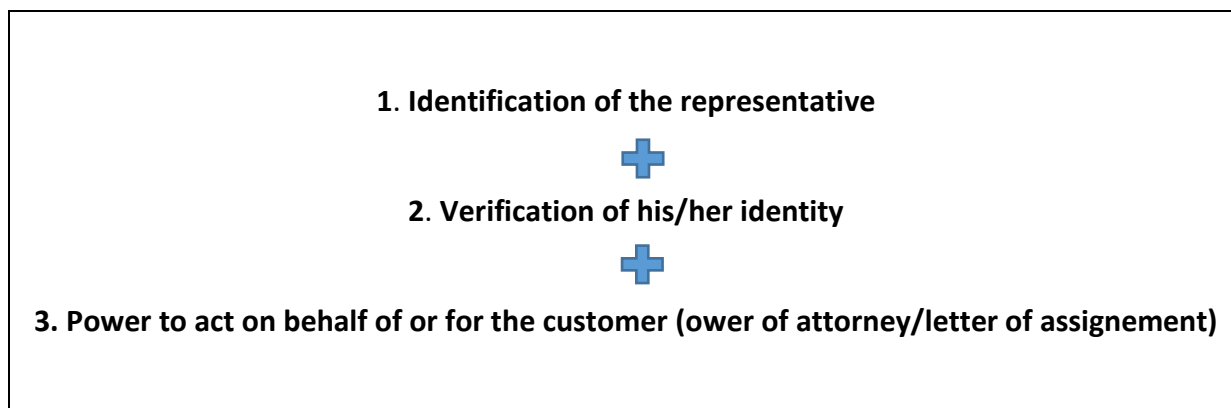 1. Identification of the representative
2. Verification of his/her identity
3. Power to act on behalf of or for the customer (ower of attorney/letter of assignement)